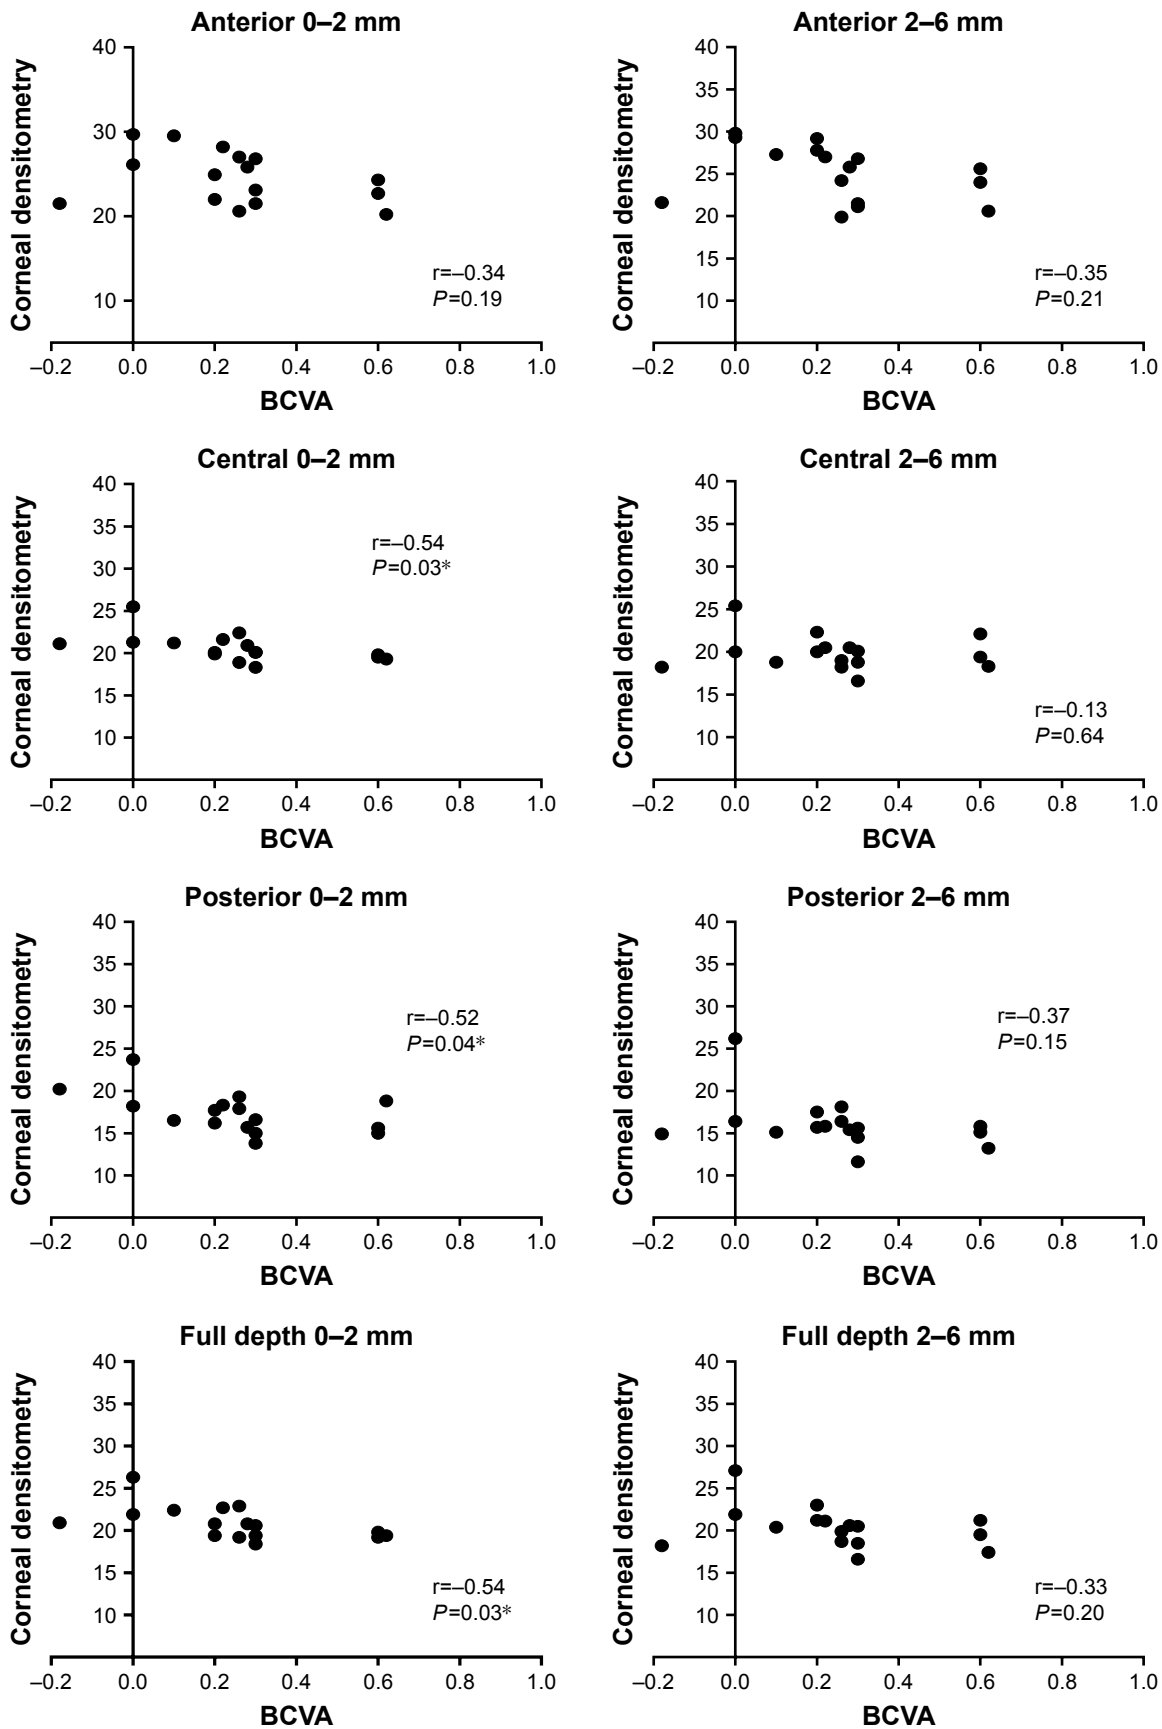 Anterior 0–2 mm
Corneal densitometry
40
30
20
10
r=–0.34
P=0.19
–0.2 0.0 0.2 0.4 0.6 0.8 1.0
BCVA
Anterior 2–6 mm
Corneal densitometry
40
35
30
25
20
15
10
r=–0.35
P=0.21
–0.2 0.0 0.2 0.4 0.6 0.8 1.0
BCVA
Central 0–2 mm
Corneal densitometry
40
35
30
25
20
15
10
r=–0.54
P=0.03*
–0.2 0.0 0.2 0.4 0.6 0.8 1.0
BCVA
Central 2–6 mm
Corneal densitometry
40
35
30
25
20
15
10
r=–0.13
P=0.64
–0.2 0.0 0.2 0.4 0.6 0.8 1.0
BCVA
Posterior 0–2 mm
Corneal densitometry
40
35
30
25
20
15
10
r=–0.52
P=0.04*
–0.2 0.0 0.2 0.4 0.6 0.8 1.0
BCVA
Posterior 2–6 mm
Corneal densitometry
40
35
30
25
20
15
10
r=–0.37
P=0.15
–0.2 0.0 0.2 0.4 0.6 0.8 1.0
BCVA
Full depth 0–2 mm
Corneal densitometry
40
35
30
25
20
15
10
r=–0.54
P=0.03*
–0.2 0.0 0.2 0.4 0.6 0.8 1.0
BCVA
Full depth 2–6 mm
Corneal densitometry
40
35
30
25
20
15
10
r=–0.33
P=0.20
–0.2 0.0 0.2 0.4 0.6 0.8 1.0
BCVA